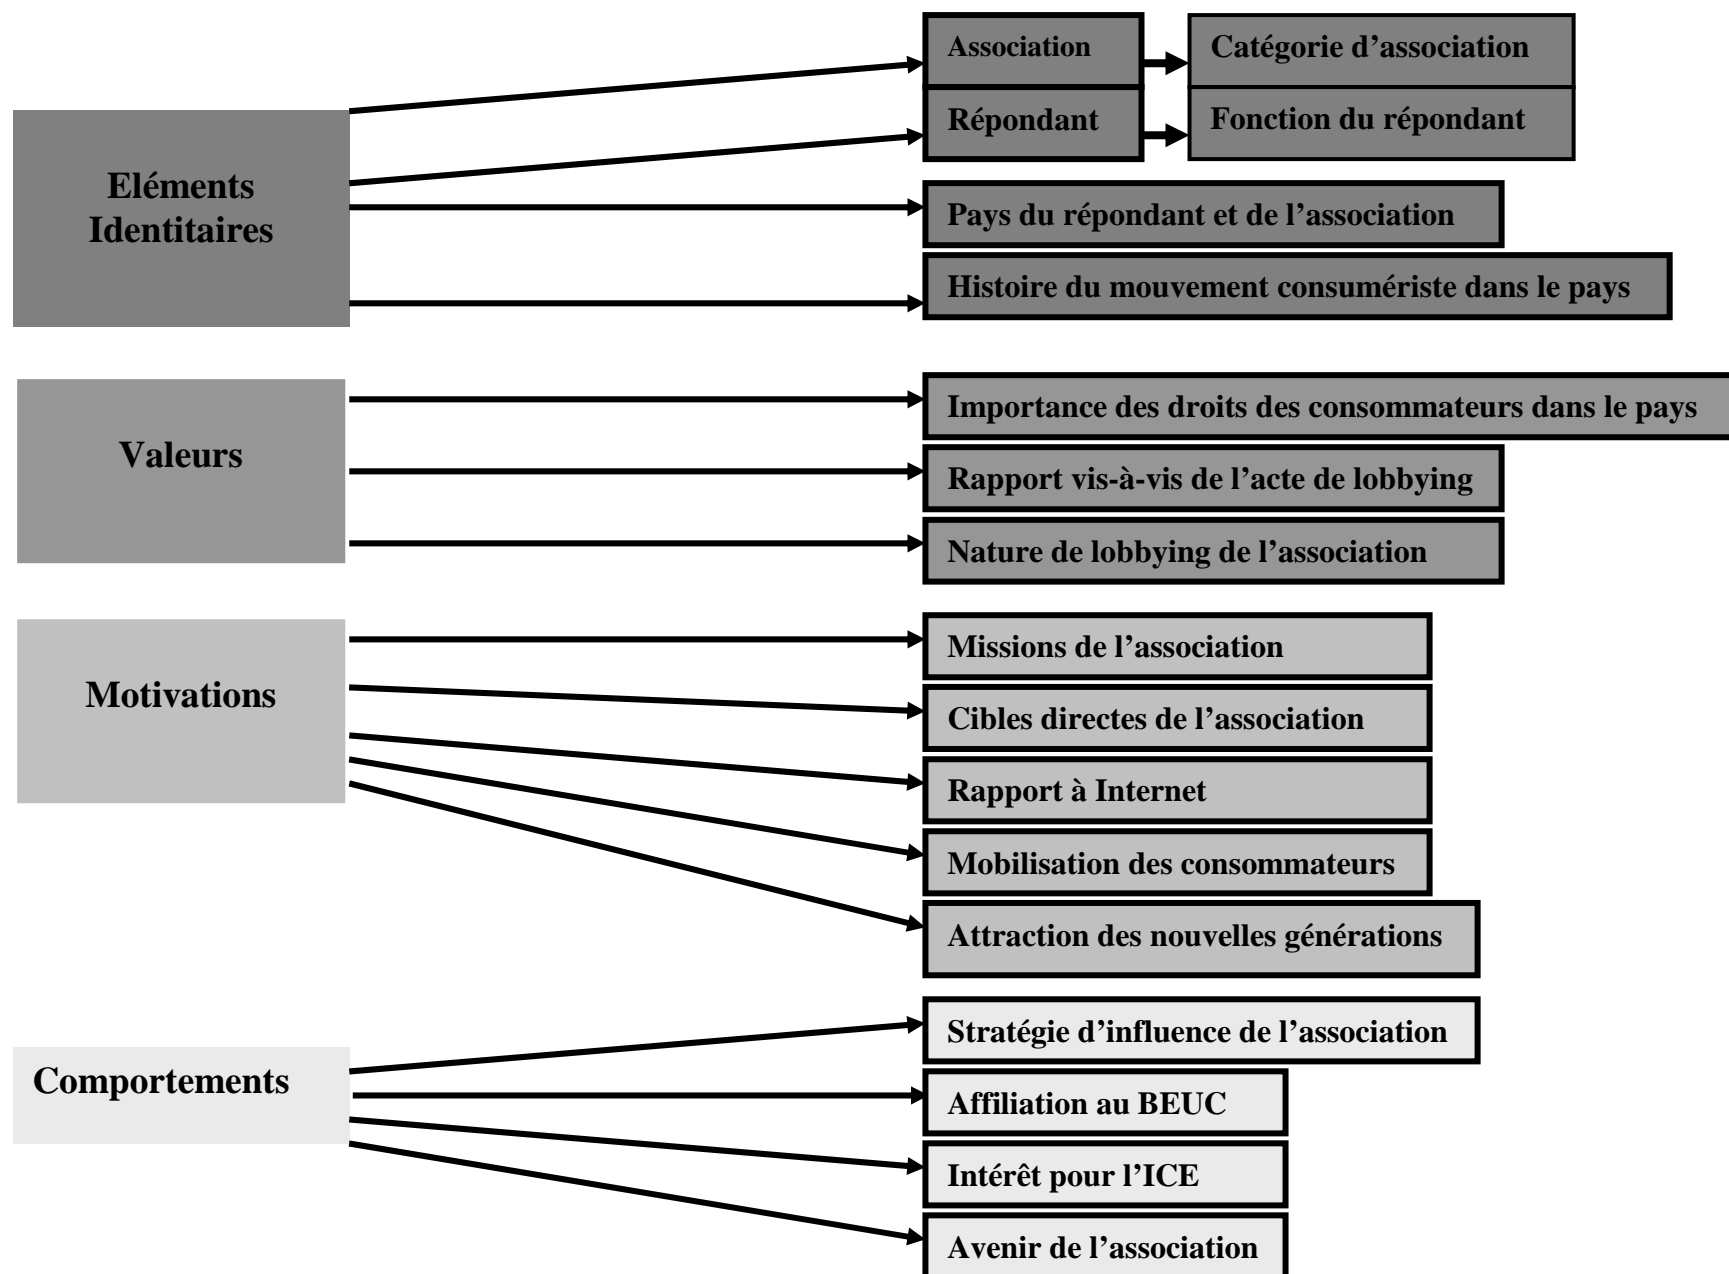 Association
Catégorie d’association
Répondant
Fonction du répondant
Eléments
Identitaires
Pays du répondant et de l’association
Histoire du mouvement consumériste dans le pays
Valeurs
Importance des droits des consommateurs dans le pays
Rapport vis-à-vis de l’acte de lobbying
Nature de lobbying de l’association
Motivations
Missions de l’association
Cibles directes de l’association
Rapport à Internet
Mobilisation des consommateurs
Attraction des nouvelles générations
Comportements
Stratégie d’influence de l’association
Affiliation au BEUC
Intérêt pour l’ICE
Avenir de l’association